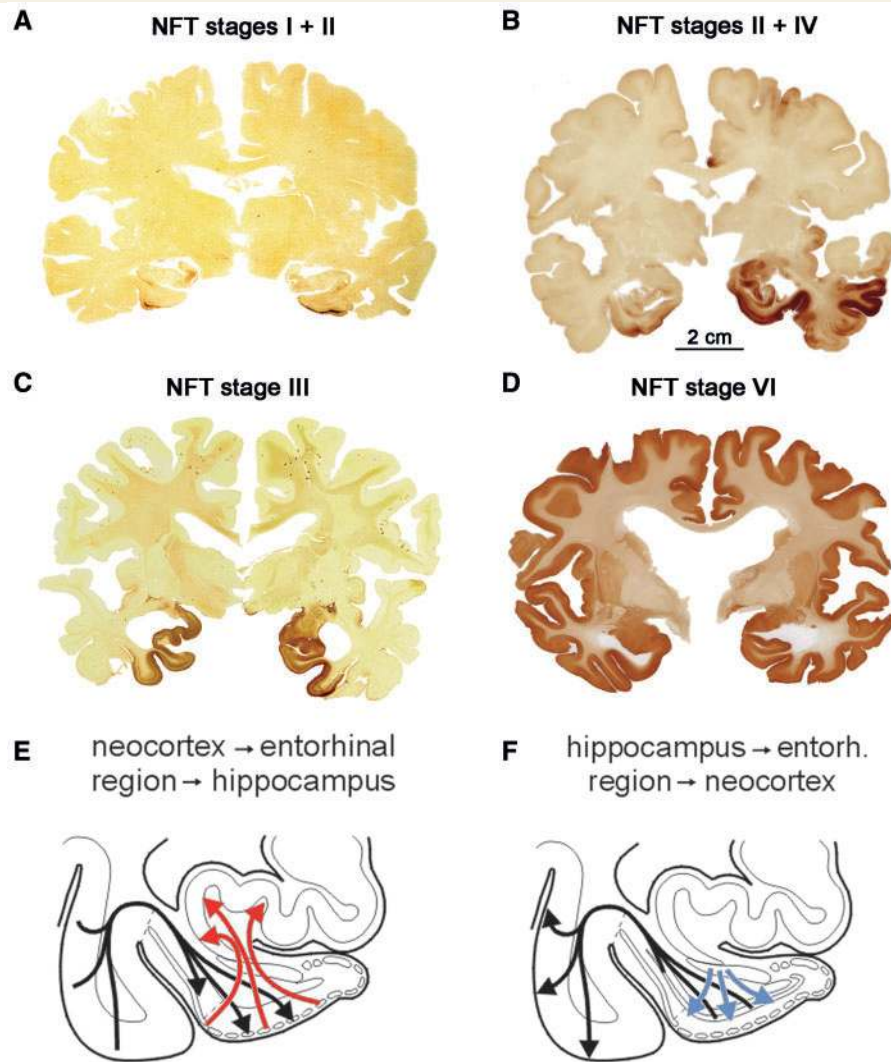 A
NFT stages I + II
B
NFT stages II + IV
2 cm
C
NFT stage III
D
NFT stage VI
E
neocortex → entorhinal
region → hippocampus
F
hippocampus → entorh.
region → neocortex